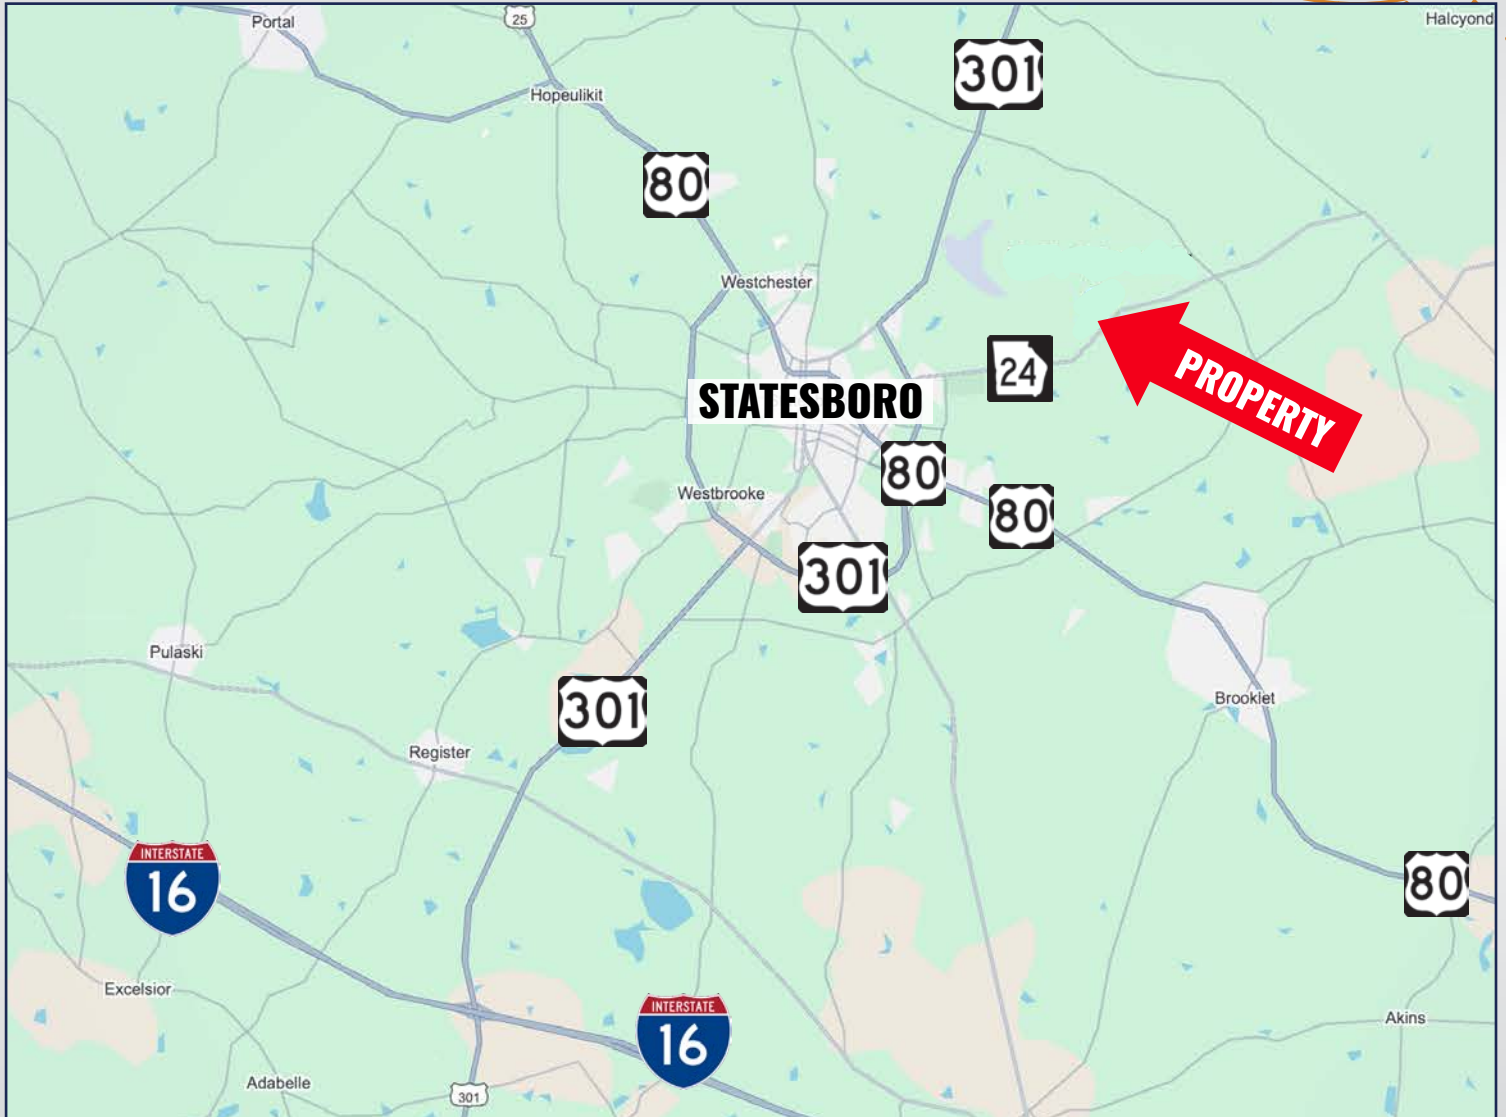 Portal
25
Halcyond
301
Hopeulikit
80
Westchester
24
PROPERTY
STATESBORO
80
80
Westbrooke
301
Pulaski
301
Brooklet
Register
INTERSTATE
16
80
Excelsior
INTERSTATE
16
Akins
Adabelle
301